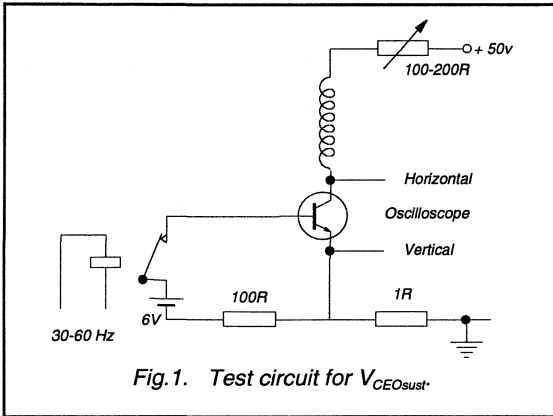 + 50v
100-200R
Horizontal
Oscilloscope
Vertical
100R
1R
6V
30-60 Hz
Fig.1. Test circuit for VCEOsust.